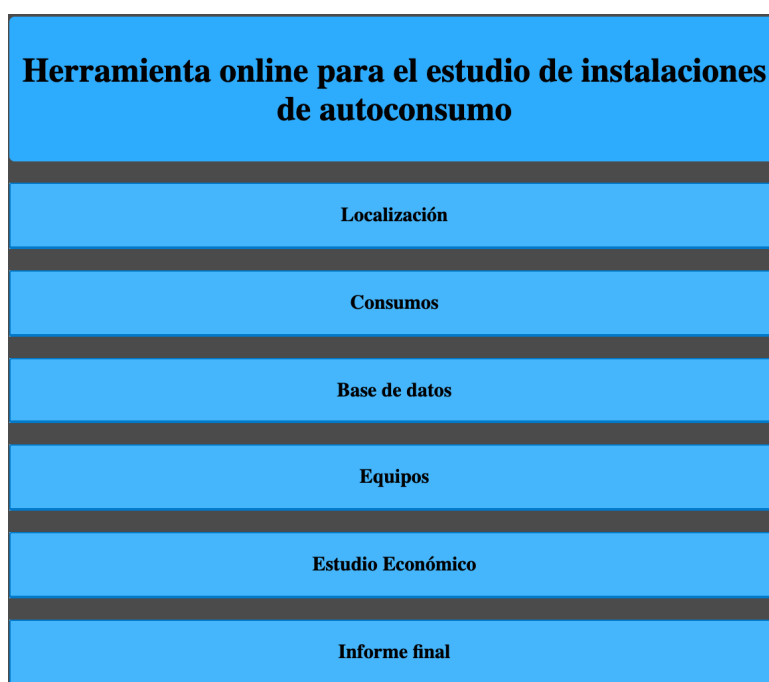 Herramienta online para el estudio de instalaciones
de autoconsumo
Localización
Consumos
Base de datos
Equipos
Estudio Económico
Informe final